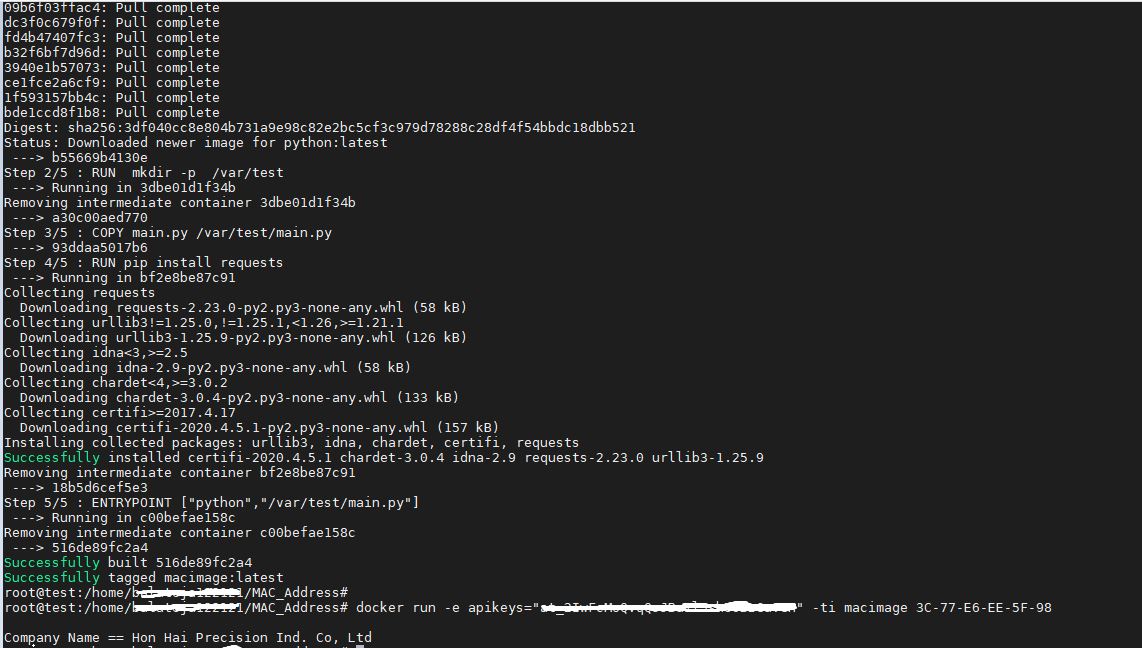 09b6f03ffac4: Pull complete
dc3f0c679f0f: Pull complete
fd4b47407fc3: Pull complete
b32f6bf7d96d: Pull complete
3940e1b57073: Pull complete
ce1fce2a6cf9: Pull complete
1f593157bb4c: Pull complete
bde1ccd8f1b8: Pull complete
Digest: sha256:3df040cc8e804b731a9e98c82e2bc5cf3c979d78288c28df4f54bbdc18dbb521
Status: Downloaded newer image for python:latest
 ---> b55669b4130e
Step 2/5 : RUN  mkdir -p  /var/test
 ---> Running in 3dbe01d1f34b
Removing intermediate container 3dbe01d1f34b
 ---> a30c00aed770
Step 3/5 : COPY main.py /var/test/main.py
 ---> 93ddaa5017b6
Step 4/5 : RUN pip install requests
 ---> Running in bf2e8be87c91
Collecting requests
  Downloading requests-2.23.0-py2.py3-none-any.whl (58 kB)
Collecting urllib3!=1.25.0,!=1.25.1,<1.26,>=1.21.1
  Downloading urllib3-1.25.9-py2.py3-none-any.whl (126 kB)
Collecting idna<3,>=2.5
  Downloading idna-2.9-py2.py3-none-any.whl (58 kB)
Collecting chardet<4,>=3.0.2
  Downloading chardet-3.0.4-py2.py3-none-any.whl (133 kB)
Collecting certifi>=2017.4.17
  Downloading certifi-2020.4.5.1-py2.py3-none-any.whl (157 kB)
Installing collected packages: urllib3, idna, chardet, certifi, requests
Successfully installed certifi-2020.4.5.1 chardet-3.0.4 idna-2.9 requests-2.23.0 urllib3-1.25.9
Removing intermediate container bf2e8be87c91
 ---> 18b5d6cef5e3
Step 5/5 : ENTRYPOINT ["python","/var/test/main.py"]
 ---> Running in c00befae158c
Removing intermediate container c00befae158c
 ---> 516de89fc2a4
Successfully built 516de89fc2a4
Successfully tagged macimage:latest
root@test:/home/ /MAC_Address#
root@test:/home/ /MAC_Address# docker run -e apikeys=" " -ti macimage 3C-77-E6-EE-5F-98
Company Name == Hon Hai Precision Ind. Co, Ltd